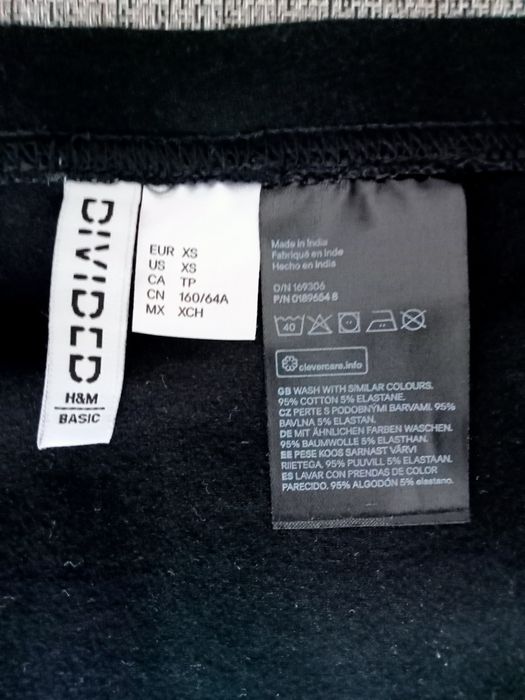 DIVIDED
H&M
BASIC
EUR XS
US XS
CA TP
CN 160/64A
MX XCH
Made in India
Fabriqué en Inde
Hecho en India
O/N 169306
P/N 0189654 8
40
clevercare.info
GB WASH WITH SIMILAR COLOURS.
95% COTTON 5% ELASTANE.
CZ PERTE S PODOBNÝMI BARVAMI. 95%
BAVLNA 5% ELASTAN.
DE MIT ÄHNLICHEN FARBEN WASCHEN.
95% BAUMWOLLE 5% ELASTHAN.
EE PESE KOOS SARNAST VÄRVI
RIIETEGA. 95% PUUVILL 5% ELASTAAN.
ES LAVAR CON PRENDAS DE COLOR
PARECIDO. 95% ALGODÓN 5% elastano.